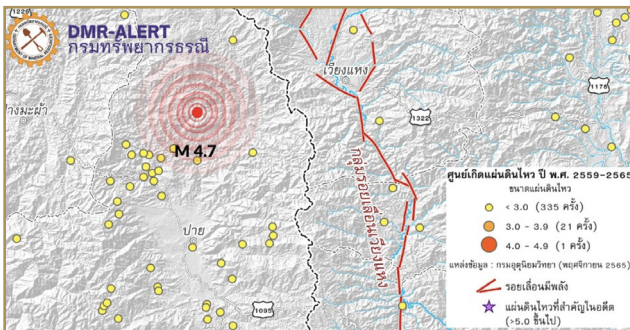 1226
DMR-ALERT
กรมทรัพยากรธรณี
เวียงแหง
1178
างมะผ้า
1322
M 4.7
กลุ่มรอยเลื่อนเวียงแหง
ปาย
1095
ศูนย์เกิดแผ่นดินไหว ปี พ.ศ. 2559-2565
ขนาดแผ่นดินไหว
< 3.0 (335 ครั้ง)
3.0 - 3.9 (21 ครั้ง)
4.0 - 4.9 (1 ครั้ง)
แหล่งข้อมูล : กรมอุตุนิยมวิทยา (พฤศจิกายน 2565)
รอยเลื่อนมีพลัง
แผ่นดินไหวที่สำคัญในอดีต
(>5.0 ขึ้นไป)